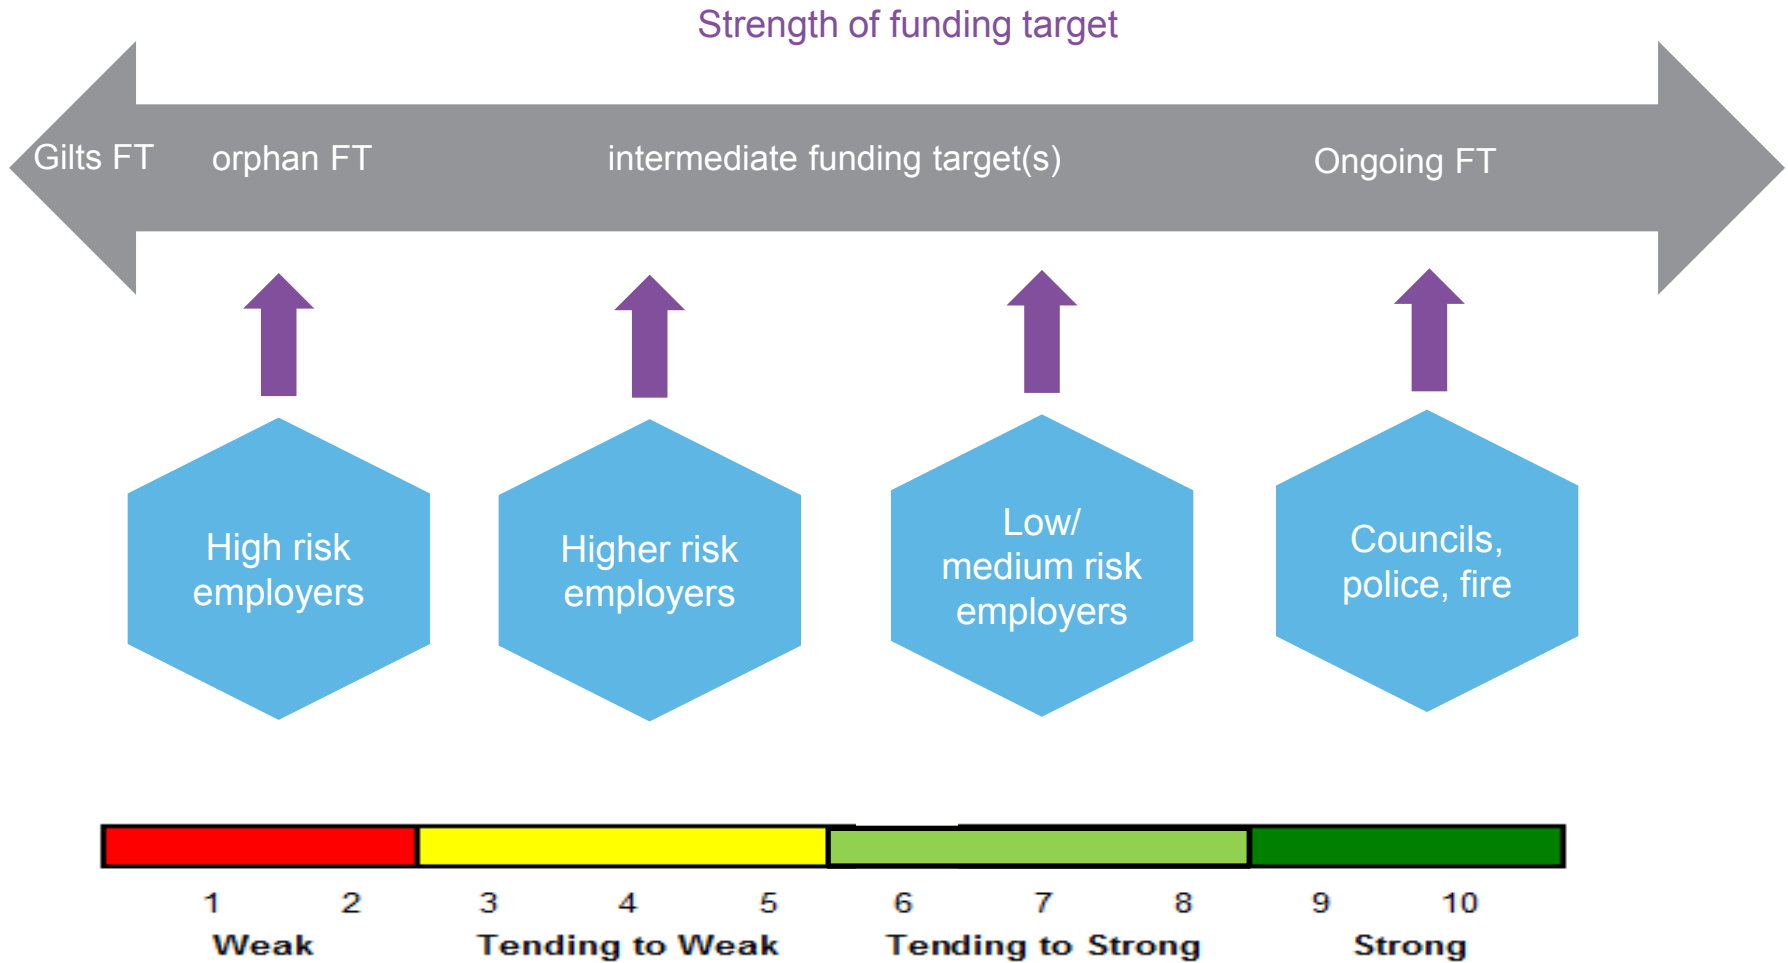 Strength of funding target
Gilts FT orphan FT intermediate funding target(s) Ongoing FT
High risk
employers
Higher risk
employers
Low/
medium risk
employers
Councils,
police, fire
1 2 3 4 5 6 7 8 9 10
Weak Tending to Weak Tending to Strong Strong